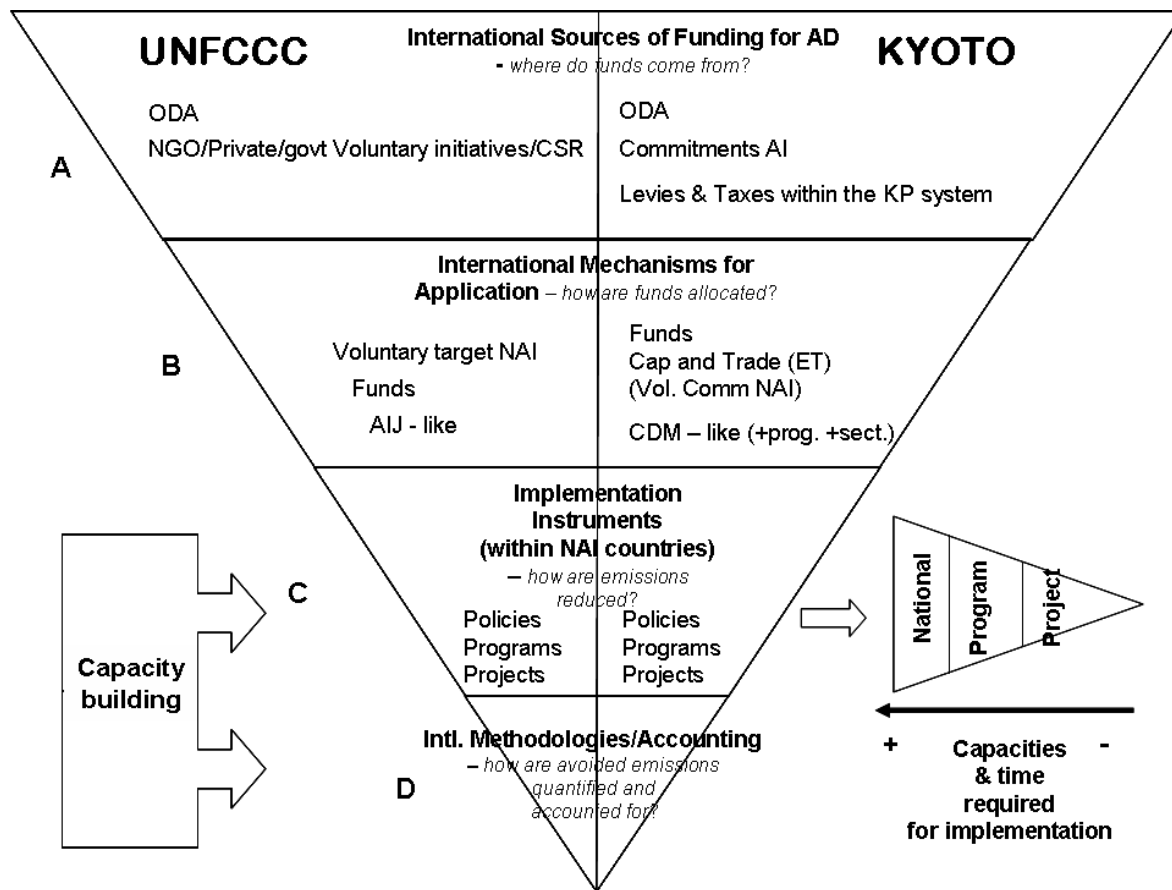 UNFCCC
International Sources of Funding for AD
- where do funds come from?
KYOTO
ODA
NGO/Private/govt Voluntary initiatives/CSR
ODA
Commitments AI
Levies & Taxes within the KP system
A
International Mechanisms for
Application – how are funds allocated?
Voluntary target NAI
Funds
AIJ - like
Funds
Cap and Trade (ET)
(Vol. Comm NAI)
CDM – like (+prog. +sect.)
B
Implementation
Instruments
(within NAI countries)
– how are emissions
reduced?
Policies
Programs
Projects
Policies
Programs
Projects
C
Intl. Methodologies/Accounting
– how are avoided emissions
quantified and
accounted for?
D
Capacity
building
National
Program
Project
+
-
Capacities
& time
required
for implementation